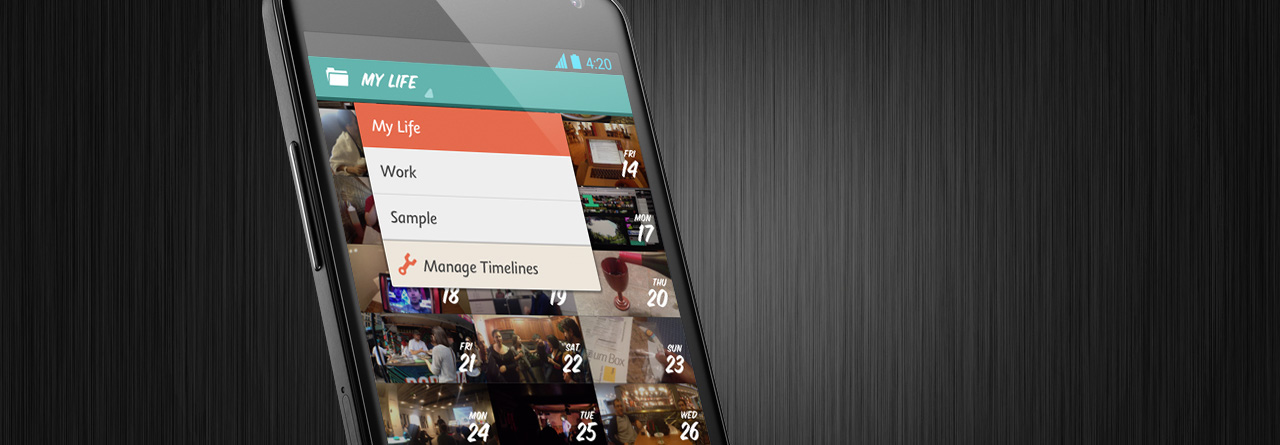 4:20
MY LIFE
My Life
Work
Sample
Manage Timelines
FRI
14
MON
17
18
19
THU
20
FRI
21
SAT
22
SUN
23
MON
24
TUE
25
WED
26